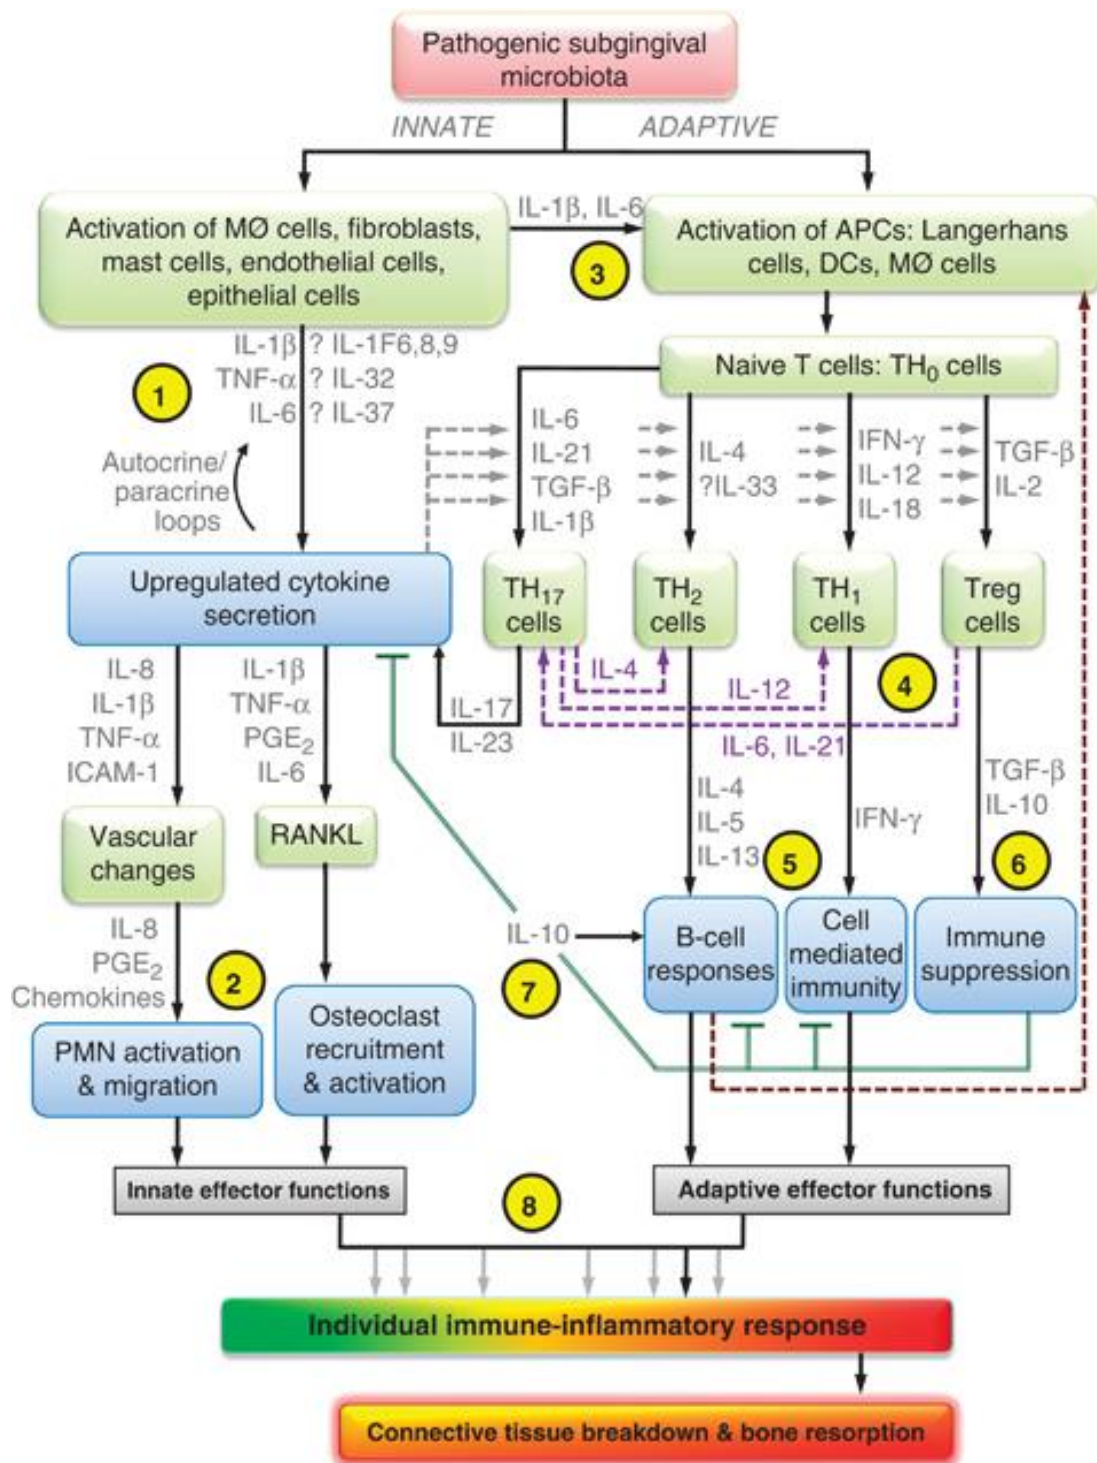 Pathogenic subgingival
microbiota
INNATE
ADAPTIVE
Activation of MØ cells, fibroblasts,
mast cells, endothelial cells,
epithelial cells
IL-1β, IL-6
3
Activation of APCs: Langerhans
cells, DCs, MØ cells
1
IL-1β ? IL-1F6,8,9
TNF-α ? IL-32
IL-6 ? IL-37
Autocrine/
paracrine
loops
Naive T cells: TH0 cells
IL-6
IL-21
TGF-β
IL-1β
IL-4
?IL-33
IFN-γ
IL-12
IL-18
TGF-β
IL-2
Upregulated cytokine
secretion
TH17
cells
TH2
cells
TH1
cells
Treg
cells
IL-4
IL-12
4
IL-6, IL-21
IL-17
IL-23
IL-8
IL-1β
TNF-α
ICAM-1
IL-1β
TNF-α
PGE2
IL-6
Vascular
changes
RANKL
IL-4
IL-5
IL-13
5
IFN-γ
TGF-β
IL-10
6
IL-8
PGE2
Chemokines
2
IL-10
7
B-cell
responses
Cell
mediated
immunity
Immune
suppression
PMN activation
& migration
Osteoclast
recruitment
& activation
Innate effector functions
8
Adaptive effector functions
Individual immune-inflammatory response
Connective tissue breakdown & bone resorption